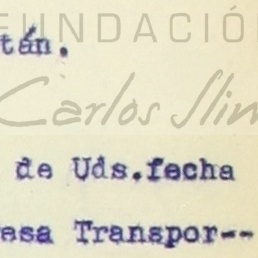 FUNDACIÓ
tán.
Carlos Slim
de Uds.fecha
esa Transpor--